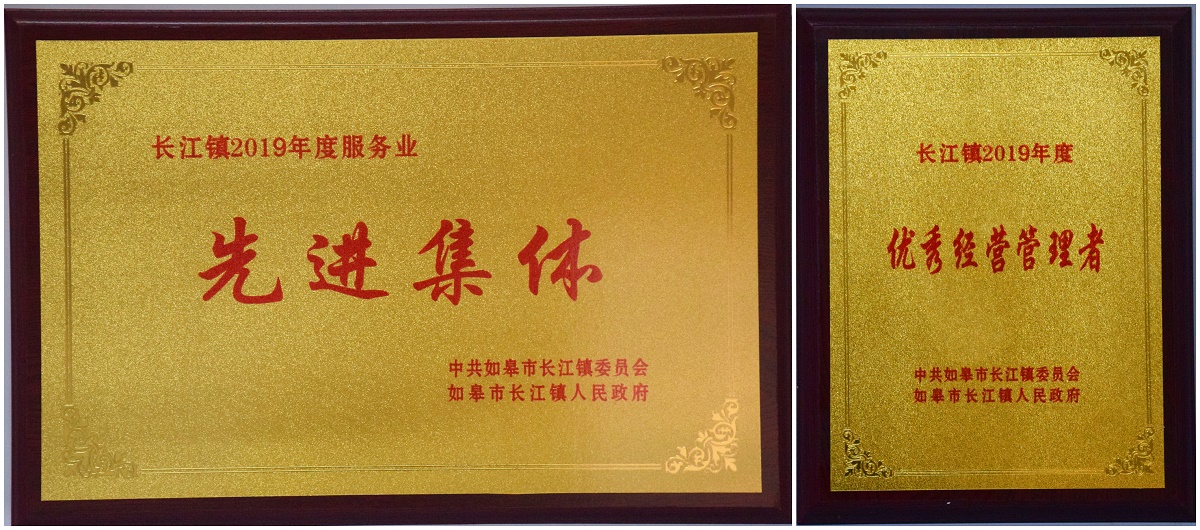 长江镇2019年度服务业
先进集体
中共如皋市长江镇委员会
如皋市长江镇人民政府
长江镇2019年度
优秀经营管理者
中共如皋市长江镇委员会
如皋市长江镇人民政府